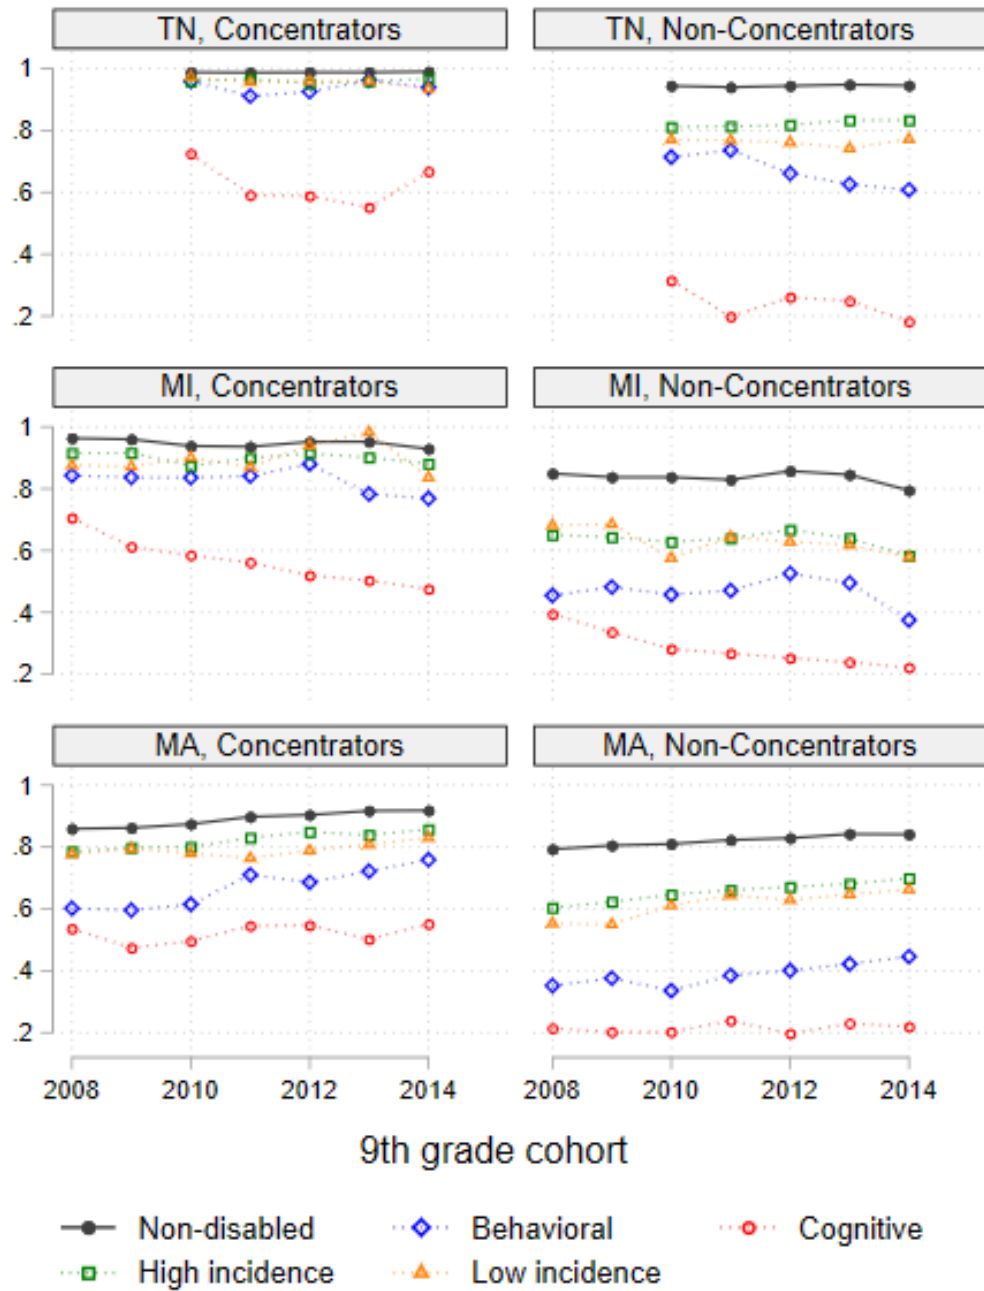 TN, Concentrators
TN, Non-Concentrators
1
.8
.6
.4
.2
MI, Concentrators
MI, Non-Concentrators
1
.8
.6
.4
.2
MA, Concentrators
MA, Non-Concentrators
1
.8
.6
.4
.2
2008 2010 2012 2014
2008 2010 2012 2014
9th grade cohort
Non-disabled Behavioral Cognitive
High incidence Low incidence